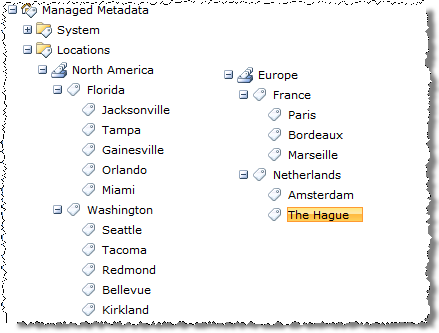 Managed Metadata
System
Locations
North America
Florida
Jacksonville
Tampa
Gainesville
Orlando
Miami
Washington
Seattle
Tacoma
Redmond
Bellevue
Kirkland
Europe
France
Paris
Bordeaux
Marseille
Netherlands
Amsterdam
The Hague